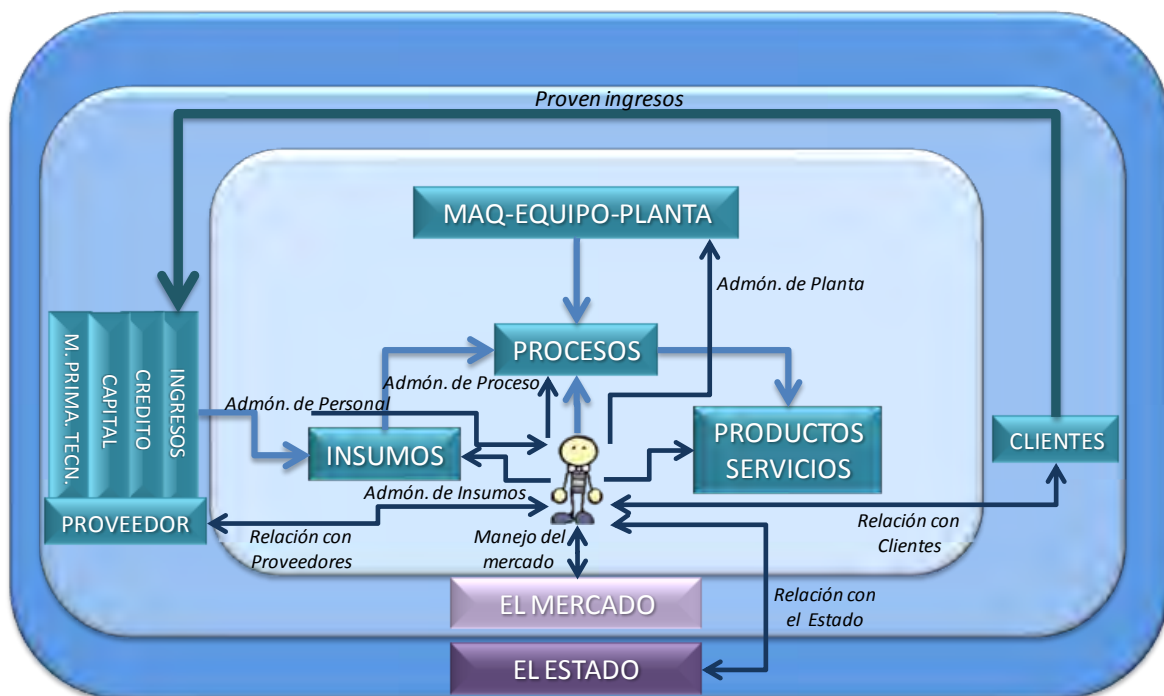 Proven ingresos
MAQ-EQUIPO-PLANTA
Admón. de Planta
M. PRIMA. TECN.
CAPITAL
CREDITO
INGRESOS
PROCESOS
Admón. de Proceso
Admón. de Personal
INSUMOS
PRODUCTOS
SERVICIOS
CLIENTES
Admón. de Insumos
PROVEEDOR
Relación con
Proveedores
Manejo del
mercado
Relación con
Clientes
EL MERCADO
Relación con
el Estado
EL ESTADO